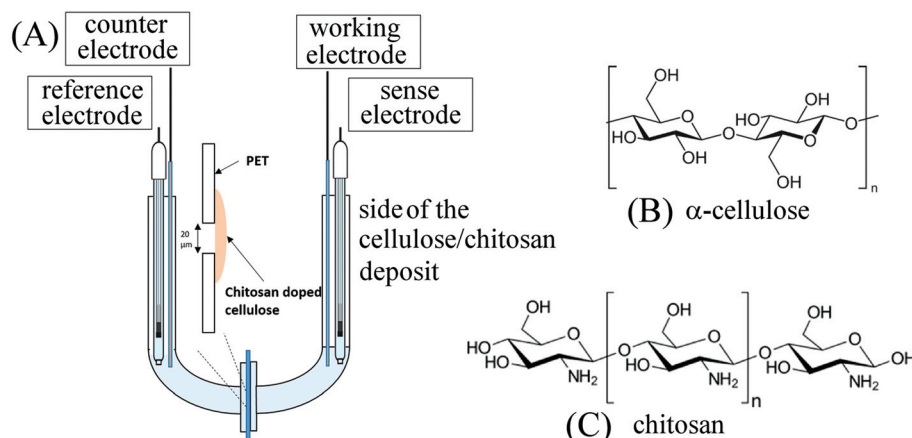 (A)
counter
electrode
working
electrode
reference
electrode
sense
electrode
PET
20
µm
Chitosan doped
cellulose
side of the
cellulose/chitosan
deposit
OH
O
HO
OH
O
OH
HO
O
O
OH
n
(B) α-cellulose
OH
HO
HO
O
NH2
O
OH
O
HO
NH2
n
O
OH
O
HO
NH2
OH
(C) chitosan